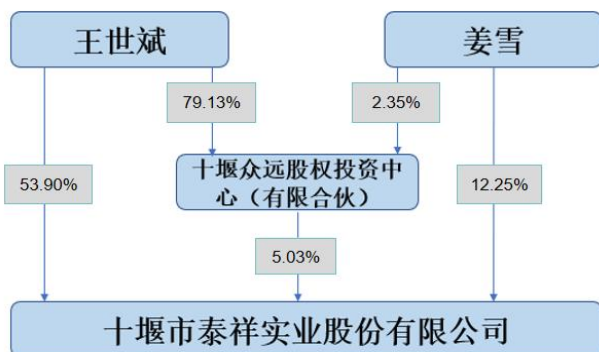 王世斌
姜雪
79.13%
2.35%
53.90%
十堰众远股权投资中
心（有限合伙）
12.25%
5.03%
十堰市泰祥实业股份有限公司